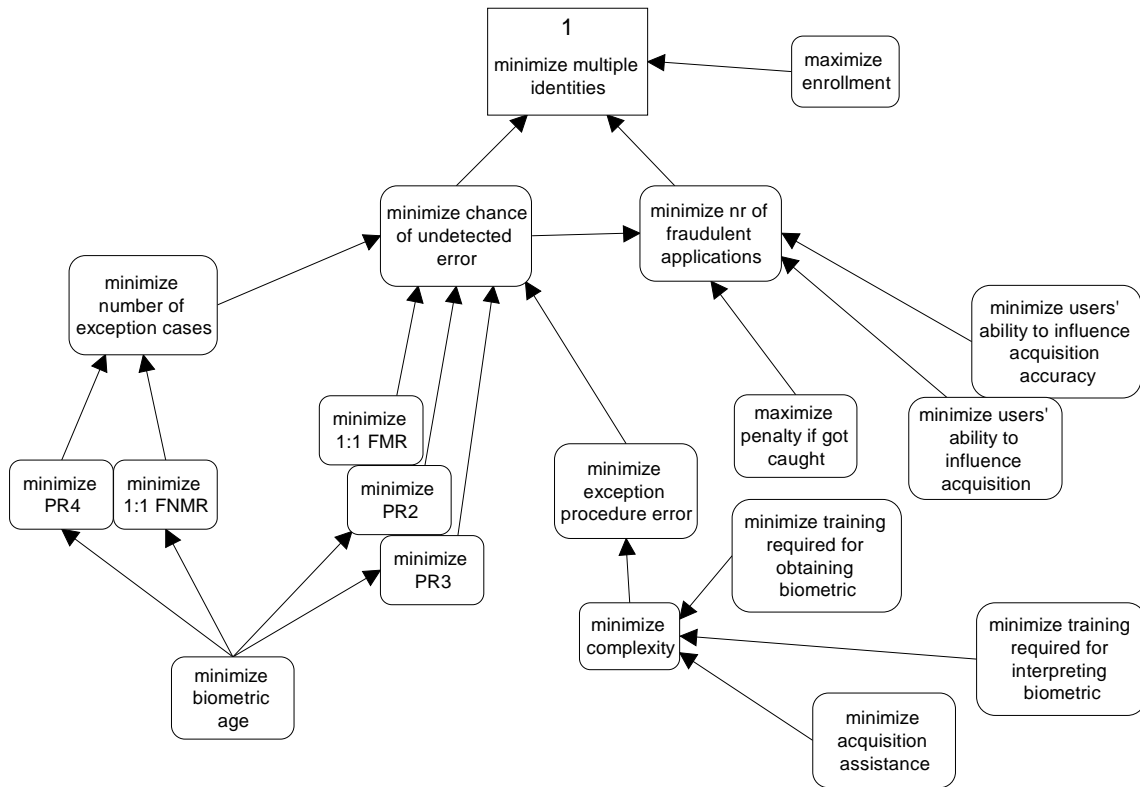 1
minimize multiple
identities
maximize
enrollment
minimize chance
of undetected
error
minimize nr of
fraudulent
applications
minimize
number of
exception cases
minimize users'
ability to influence
acquisition
accuracy
minimize
1:1 FMR
maximize
penalty if got
caught
minimize users'
ability to
influence
acquisition
minimize
PR4
minimize
1:1 FNMR
minimize
PR2
minimize
exception
procedure error
minimize
PR3
minimize training
required for
obtaining
biometric
minimize
complexity
minimize training
required for
interpreting
biometric
minimize
biometric
age
minimize
acquisition
assistance